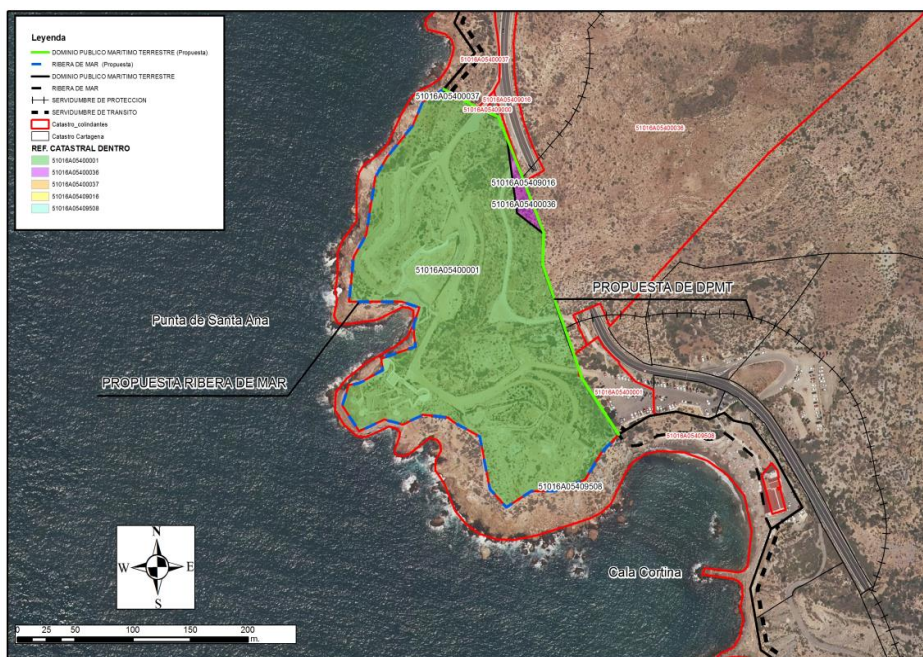 Leyenda
DOMINIO PUBLICO MARITIMO TERRESTRE (Propuesta)
RIBERA DE MAR (Propuesta)
DOMINIO PUBLICO MARITIMO TERRESTRE
RIBERA DE MAR
SERVIDUMBRE DE PROTECCION
SERVIDUMBRE DE TRANSITO
Catastro_colindantes
Catastro Cartagena
REF. CATASTRAL DENTRO
51016A05400001
51016A05400036
51016A05400037
51016A05409016
51016A05409508
51016A05400037
51016A05400037
51016A05409016
51016A05400036
51016A05409016
51016A05400036
51016A05400001
PROPUESTA DE DPMT
Punta de Santa Ana
PROPUESTA RIBERA DE MAR
51016A05400001
51016A05409508
51016A05409508
Cala Cortina
N
W E
S
0 25 50 100 150 200
m.